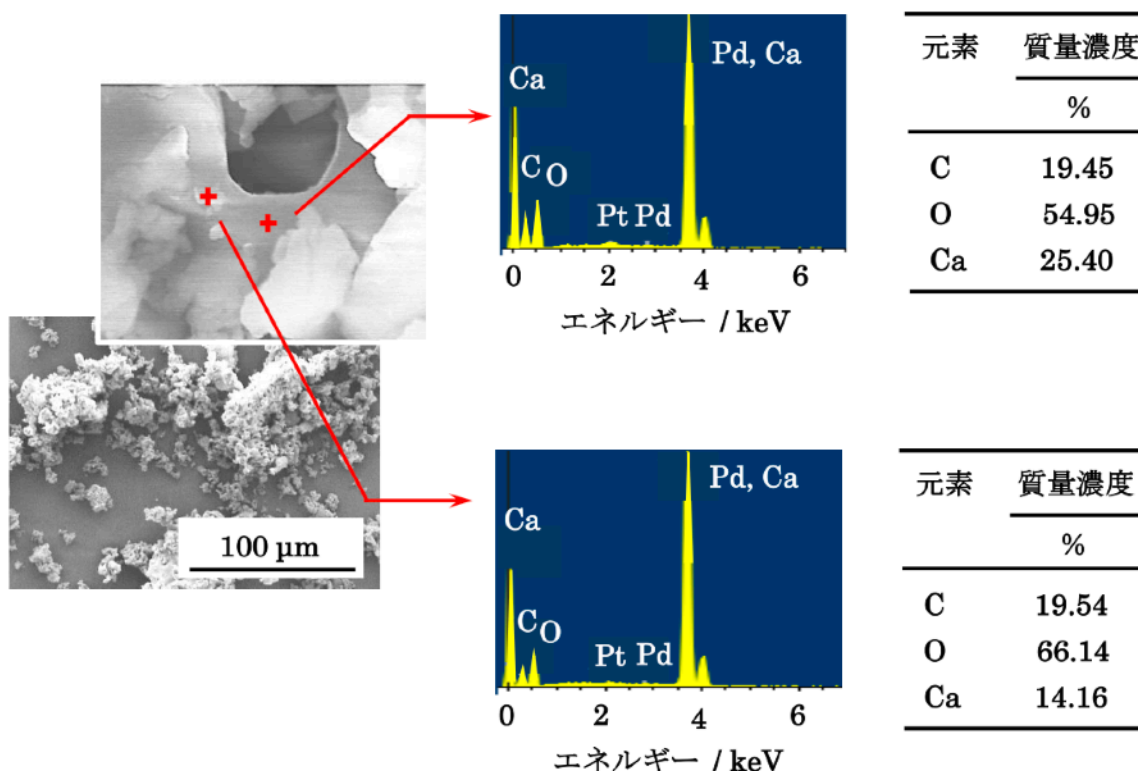 Ca
C O
Pt Pd
Pd, Ca
0 2 4 6
エネルギー / keV
元素 質量濃度
%
C 19.45
O 54.95
Ca 25.40
100 µm
Ca
C O
Pt Pd
Pd, Ca
0 2 4 6
エネルギー / keV
元素 質量濃度
%
C 19.54
O 66.14
Ca 14.16